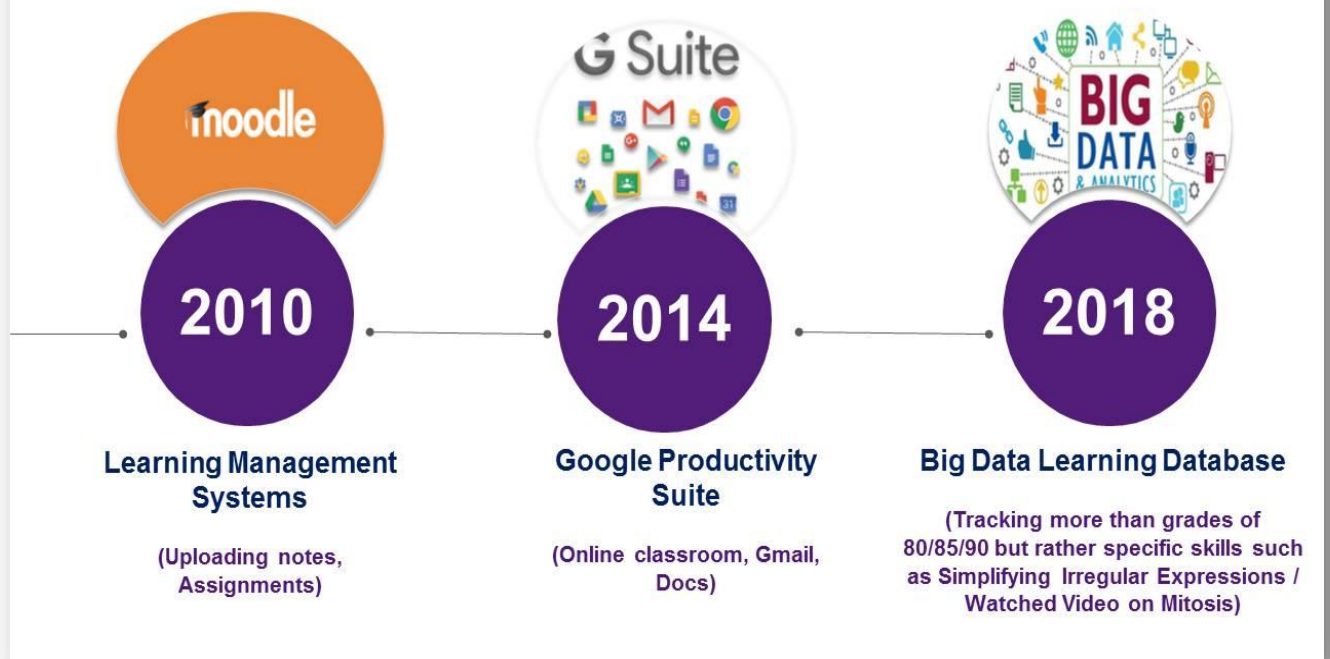 moodle
G Suite
BIG
DATA
& ANALYTICS
2010
2014
2018
Learning Management
Systems
(Uploading notes,
Assignments)
Google Productivity
Suite
(Online classroom, Gmail,
Docs)
Big Data Learning Database
(Tracking more than grades of
80/85/90 but rather specific skills such
as Simplifying Irregular Expressions /
Watched Video on Mitosis)